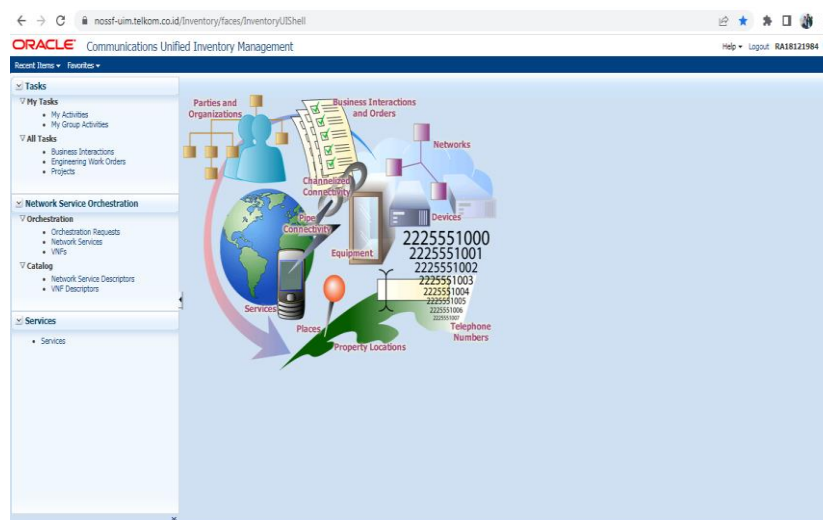 nossf-uim.telkom.co.id/Inventory/faces/InventoryUIShell
ORACLE Communications Unified Inventory Management
Help Logout RA18121984
Recent Items Favorites
Tasks
My Tasks
My Activities
My Group Activities
All Tasks
Business Interactions
Engineering Work Orders
Projects
Network Service Orchestration
Orchestration
Orchestration Requests
Network Services
VNFs
Catalog
Network Service Descriptors
VNF Descriptors
Services
Services
Parties and
Organizations
Business Interactions
and Orders
Networks
Channelized
Connectivity
Pipe
Connectivity
Devices
Equipment
2225551000
2225551001
2225551002
2225551003
2225551004
2225551005
2225551006
2225551007
Services
Places
Telephone
Numbers
Property Locations